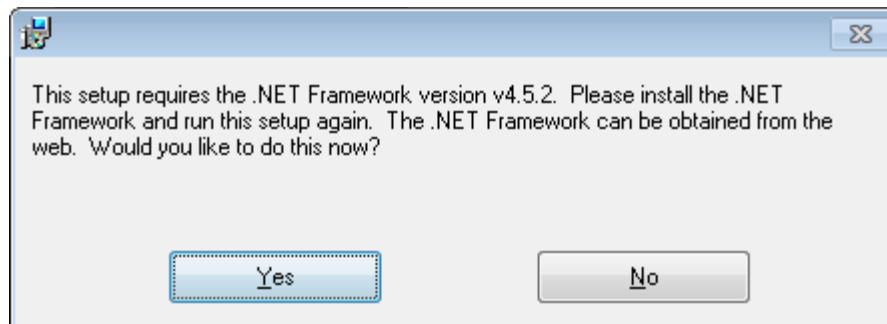 This setup requires the .NET Framework version v4.5.2.  Please install the .NET
Framework and run this setup again.  The .NET Framework can be obtained from the
web.  Would you like to do this now?
Yes
No